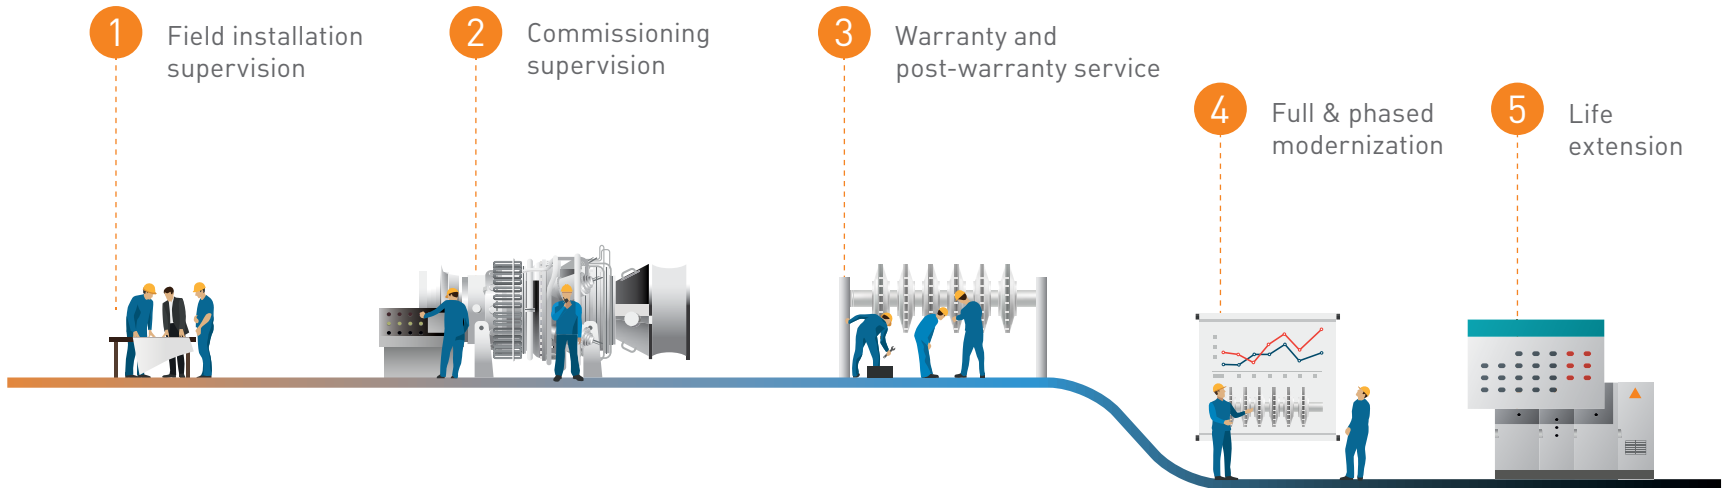 1
Field installation
supervision
2
Commissioning
supervision
3
Warranty and
post-warranty service
4
Full & phased
modernization
5
Life
extension